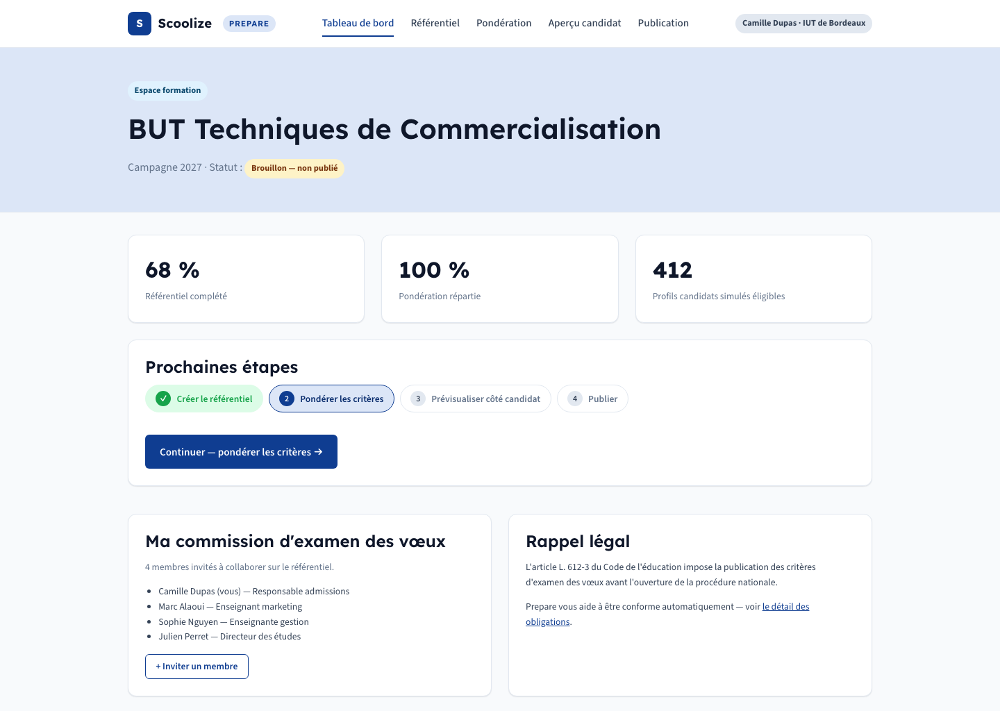 S Scoolize PREPARE Tableau de bord Référentiel Pondération Aperçu candidat Publication Camille Dupas · IUT de Bordeaux
Espace formation
BUT Techniques de Commercialisation
Campagne 2027 · Statut : Brouillon — non publié
68 %
Référentiel complété
100 %
Pondération répartie
412
Profils candidats simulés éligibles
Prochaines étapes
✓ Créer le référentiel 2 Pondérer les critères 3 Prévisualiser côté candidat 4 Publier
Continuer — pondérer les critères →
Ma commission d'examen des vœux
4 membres invités à collaborer sur le référentiel.
• Camille Dupas (vous) — Responsable admissions
• Marc Alaoui — Enseignant marketing
• Sophie Nguyen — Enseignante gestion
• Julien Perret — Directeur des études
+ Inviter un membre
Rappel légal
L'article L. 612-3 du Code de l'éducation impose la publication des critères
d'examen des vœux avant l'ouverture de la procédure nationale.
Prepare vous aide à être conforme automatiquement — voir le détail des
obligations.